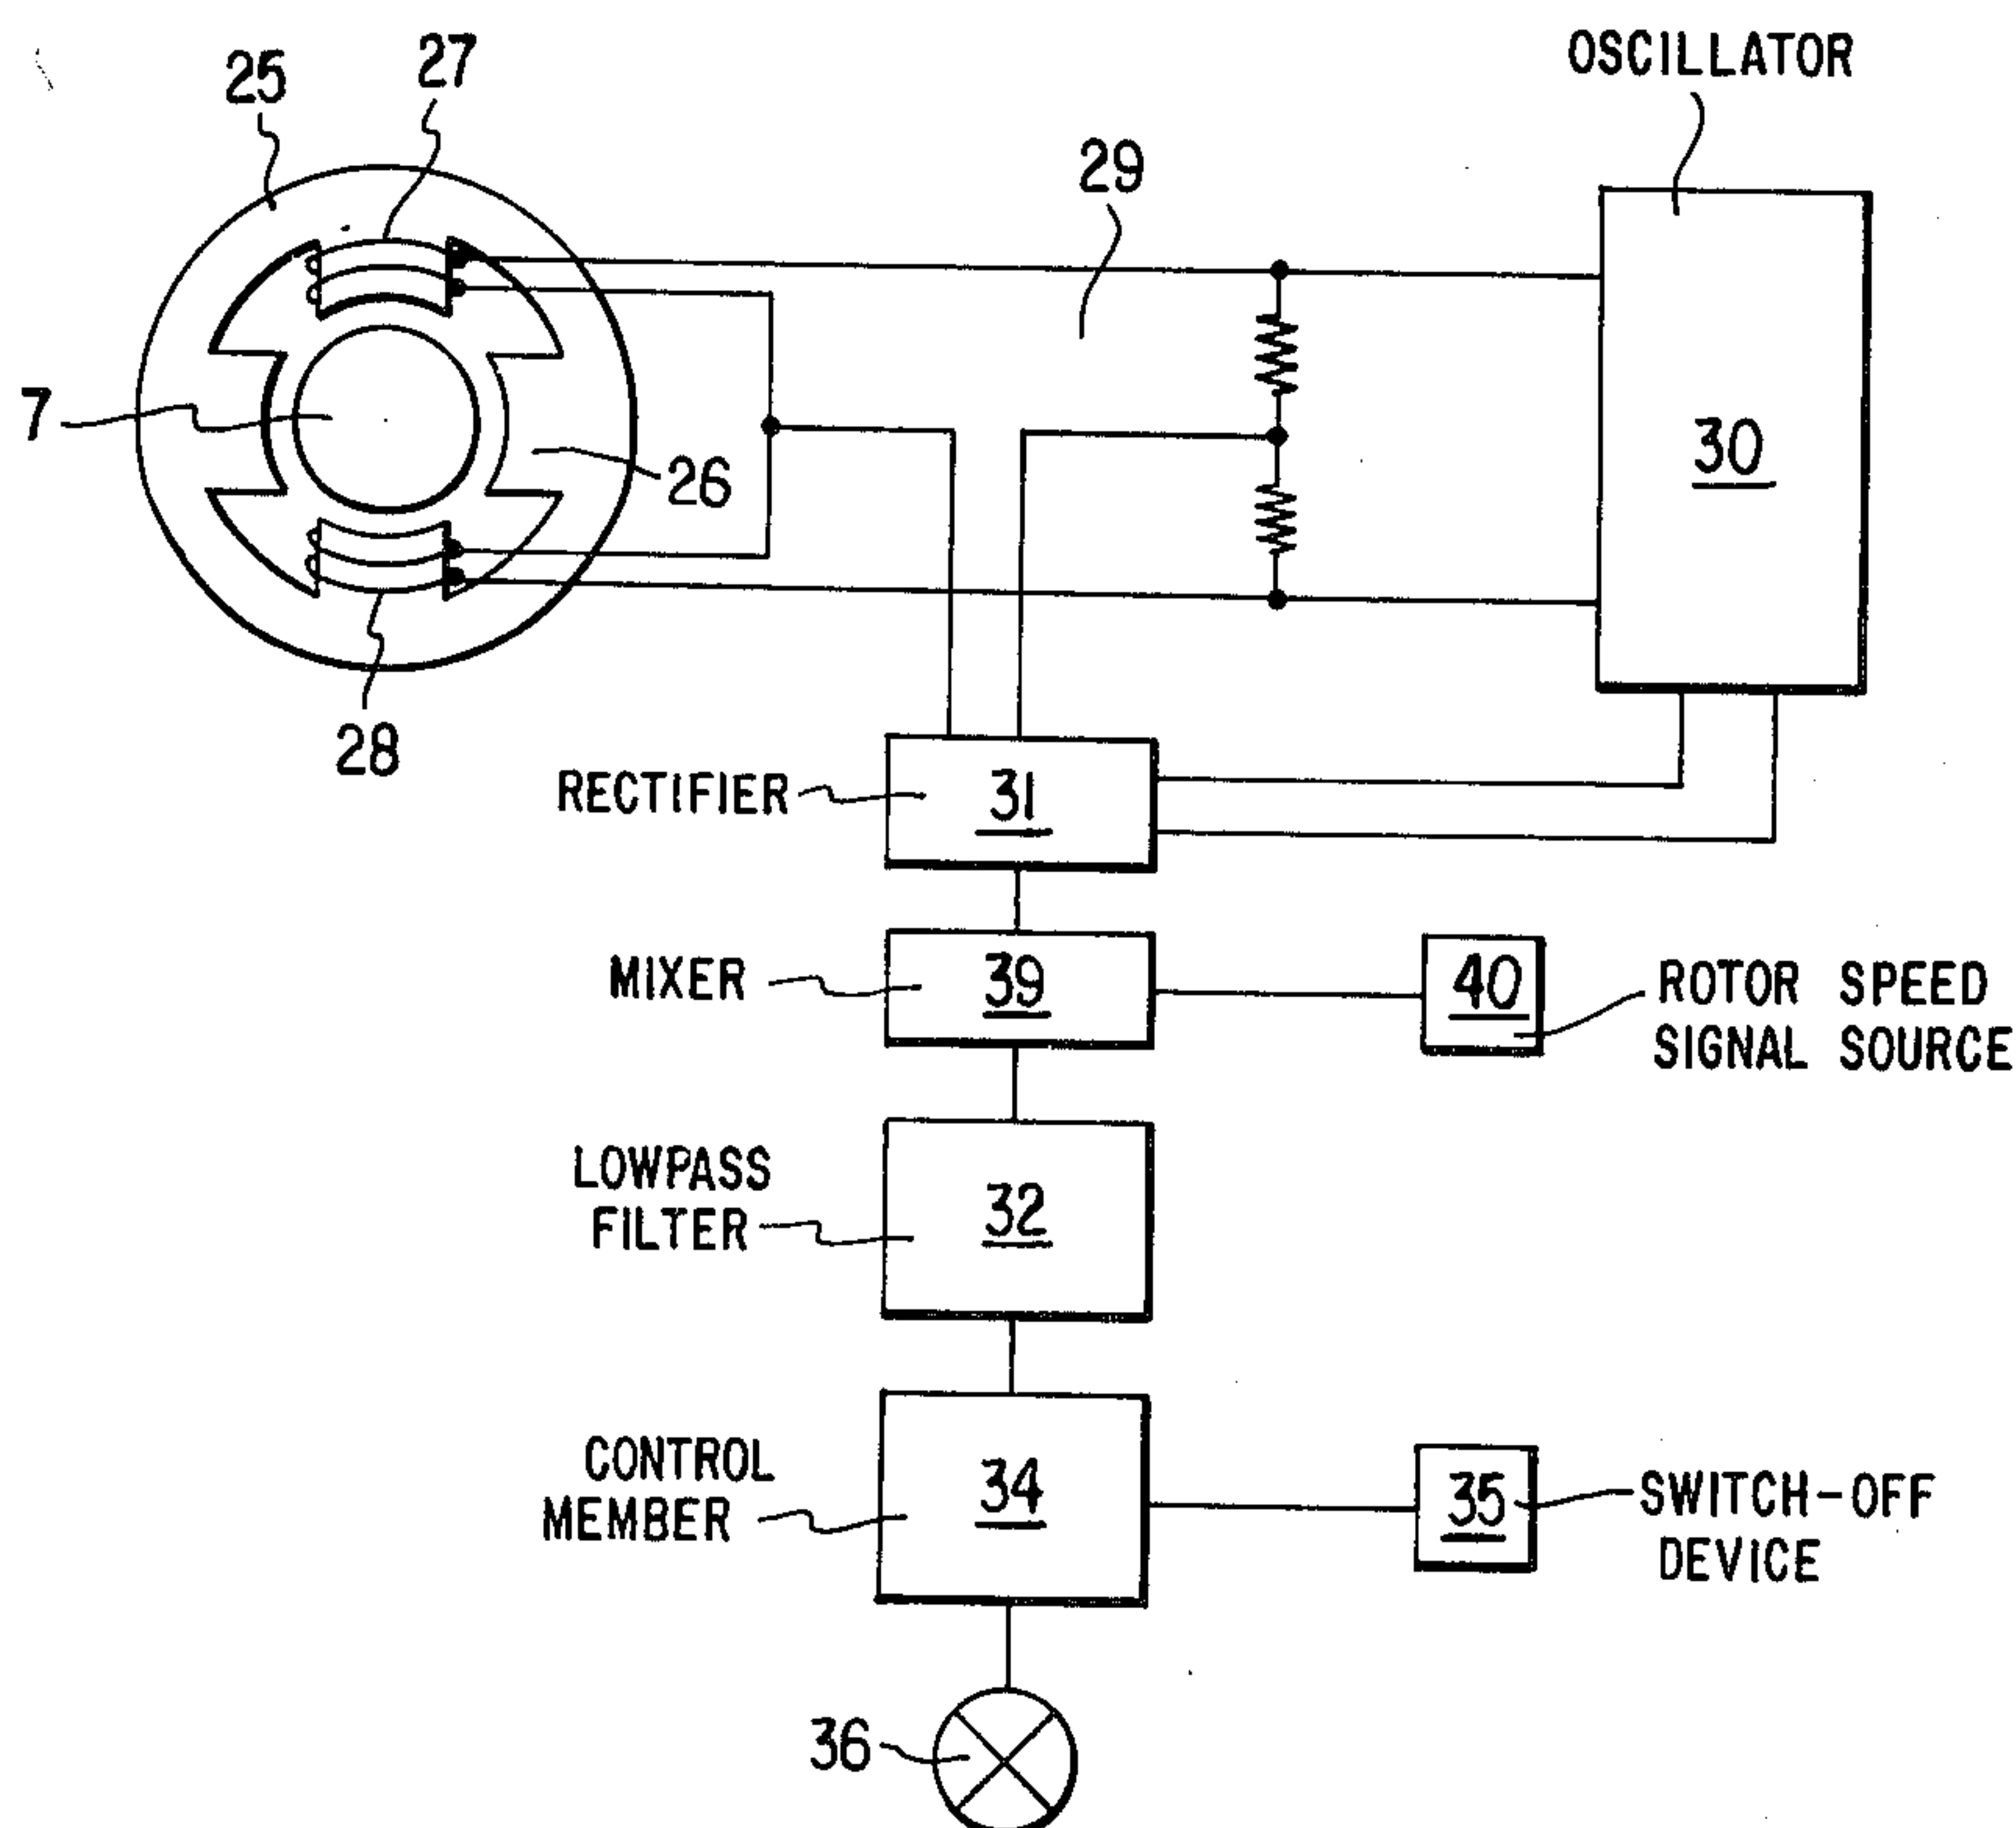 OSCILLATOR
27
25
29
7
30
26
28
RECTIFIER
31
MIXER
39
40
ROTOR SPEED
SIGNAL SOURCE
LOWPASS
FILTER
32
CONTROL
MEMBER
34
35
SWITCH-OFF
DEVICE
36